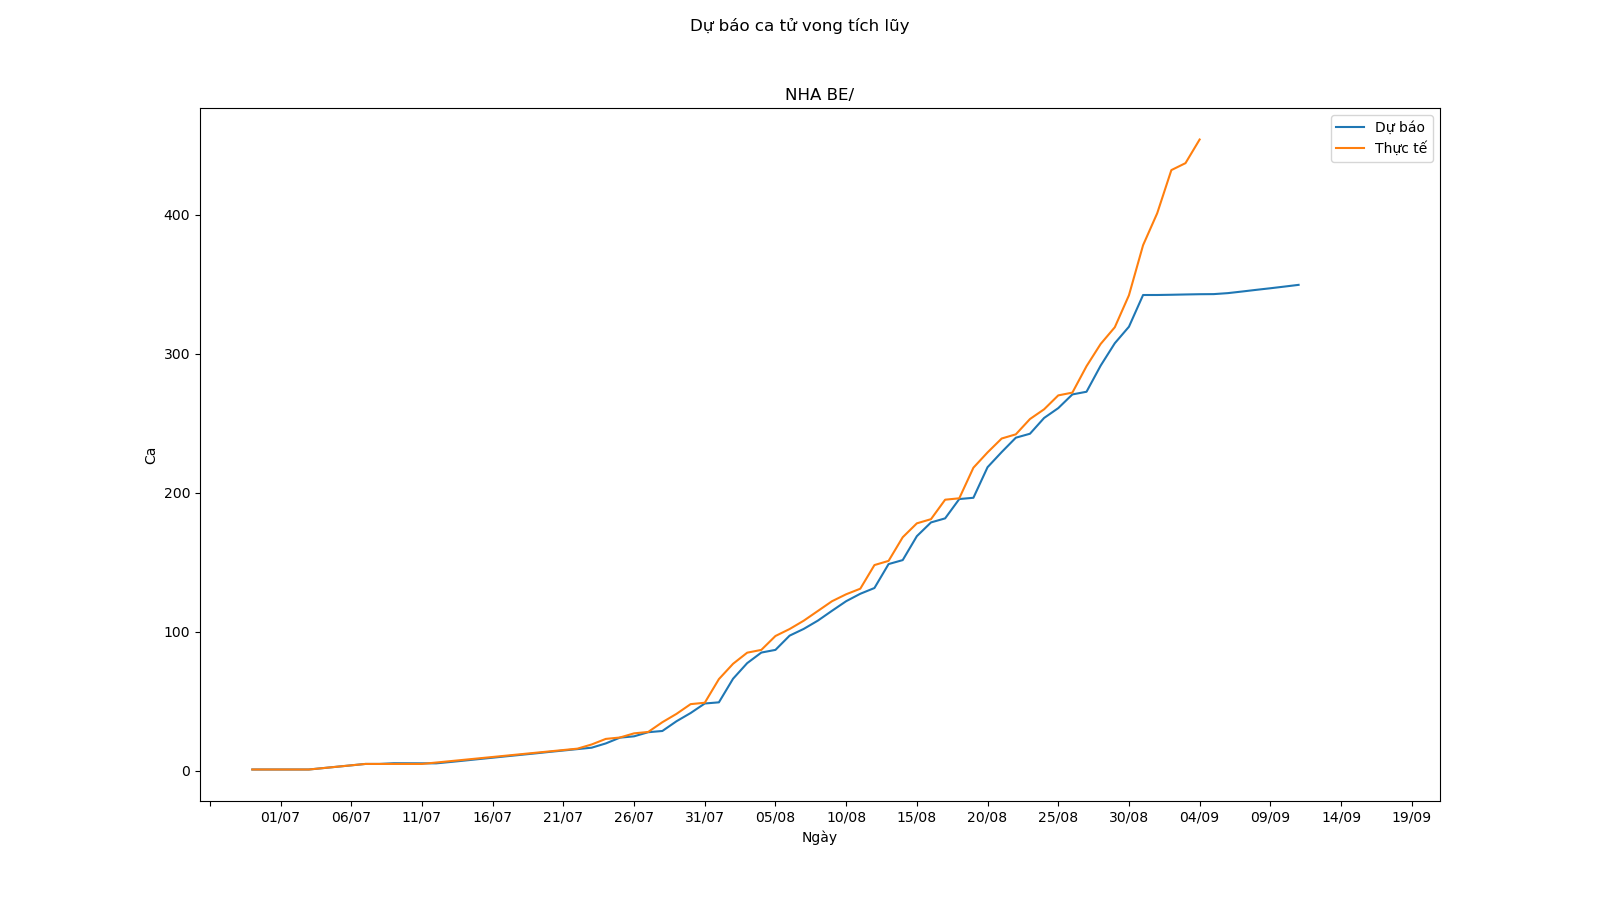 Dự báo ca tử vong tích lũy
NHA BE/
Dự báo
Thực tế
400
300
200
100
0
Ca
01/07 06/07 11/07 16/07 21/07 26/07 31/07 05/08 10/08 15/08 20/08 25/08 30/08 04/09 09/09 14/09 19/09
Ngày